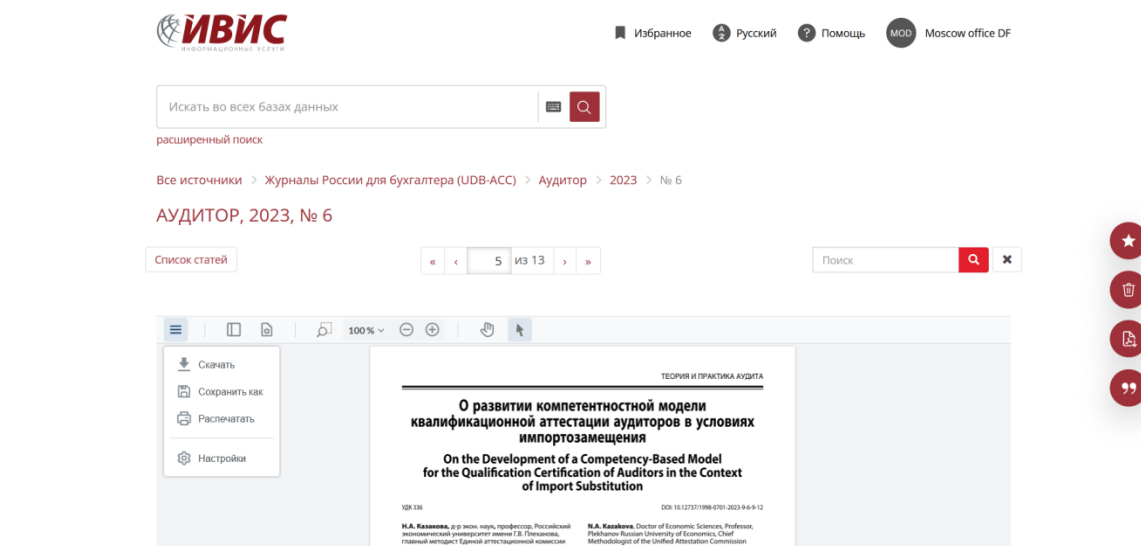 ИВИС
ИНФОРМАЦИОННЫЕ УСЛУГИ
Избранное
Русский
? Помощь
MOD Moscow office DF
Искать во всех базах данных
расширенный поиск
Все источники > Журналы России для бухгалтера (UDB-ACC) > Аудитор > 2023 > № 6
АУДИТОР, 2023, № 6
Список статей
« ‹ 5 из 13 › »
Поиск
100 %
Скачать
Сохранить как
Распечатать
Настройки
ТЕОРИЯ И ПРАКТИКА АУДИТА
О развитии компетентностной модели
квалификационной аттестации аудиторов в условиях
импортозамещения
On the Development of a Competency-Based Model
for the Qualification Certification of Auditors in the Context
of Import Substitution
УДК 336
DOI: 10.12737/1998-0701-2023-9-6-9-12
Н.А. Казакова, д-р экон. наук, профессор, Российский
экономический университет имени Г.В. Плеханова,
главный методист Единой аттестационной комиссии
N.A. Kazakova, Doctor of Economic Sciences, Professor,
Plekhanov Russian University of Economics, Chief
Methodologist of the Unified Attestation Commission